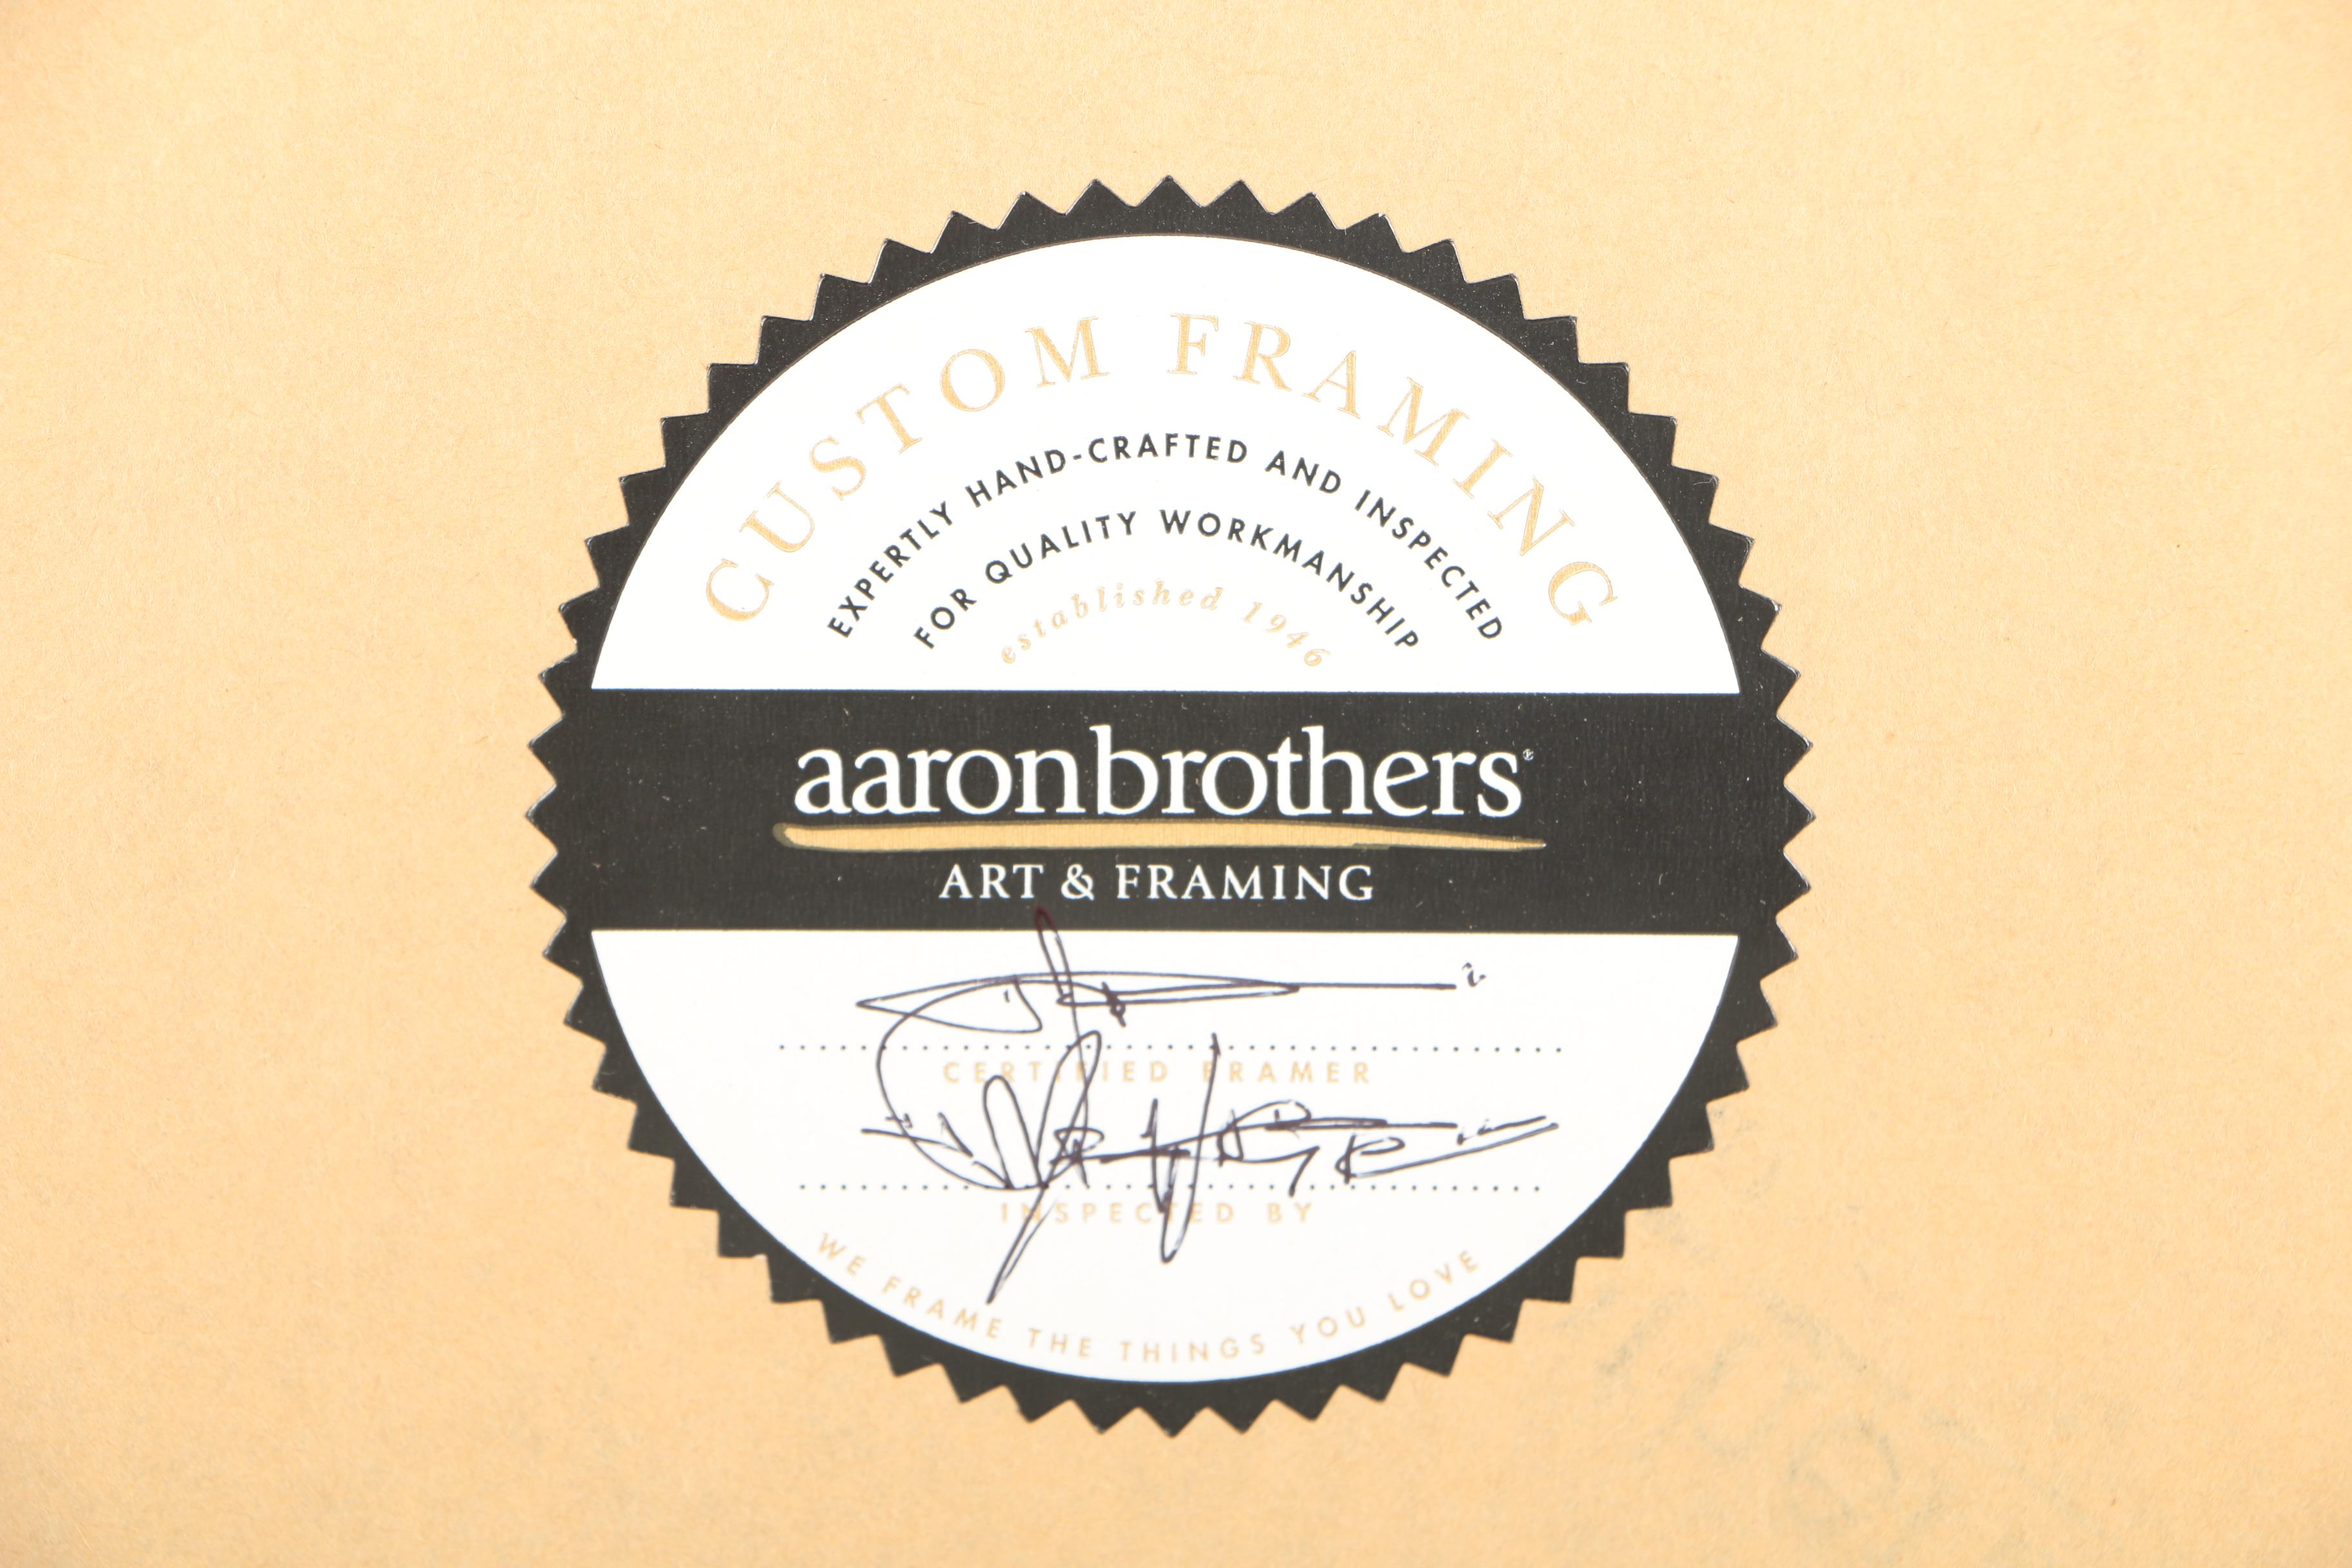 CUSTOM FRAMING
EXPERTLY HAND-CRAFTED AND INSPECTED
FOR QUALITY WORKMANSHIP
established 1946
aaronbrothers®
ART & FRAMING
CERTIFIED FRAMER
INSPECTED BY
WE FRAME THE THINGS YOU LOVE